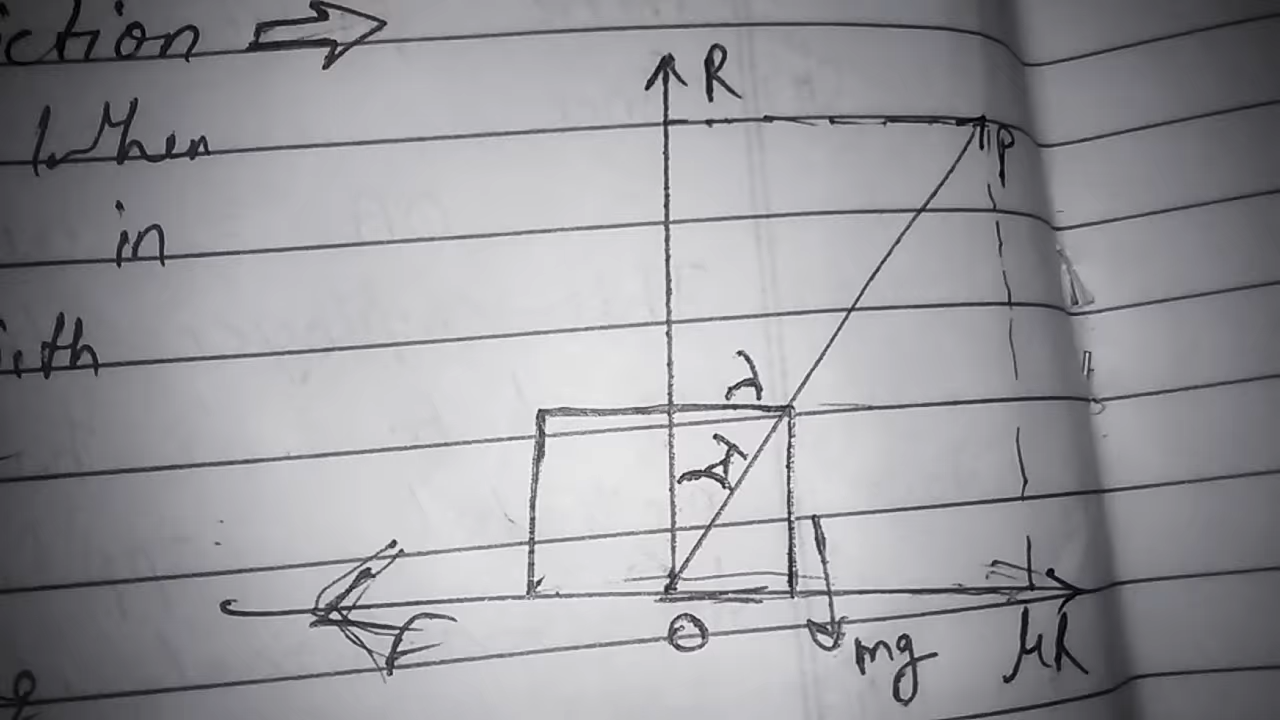 ction ⇒
R
When
P
in
ith
λ
λ
O
mg
μR